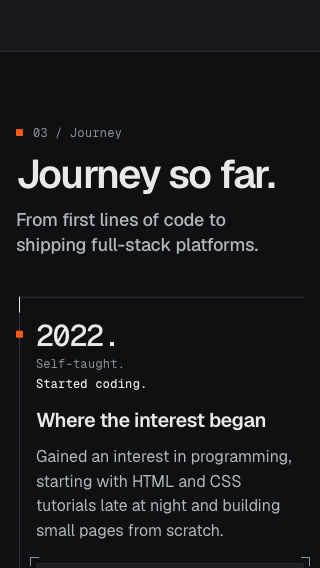 03 / Journey
Journey so far.
From first lines of code to
shipping full-stack platforms.
2022.
Self-taught.
Started coding.
Where the interest began
Gained an interest in programming,
starting with HTML and CSS
tutorials late at night and building
small pages from scratch.